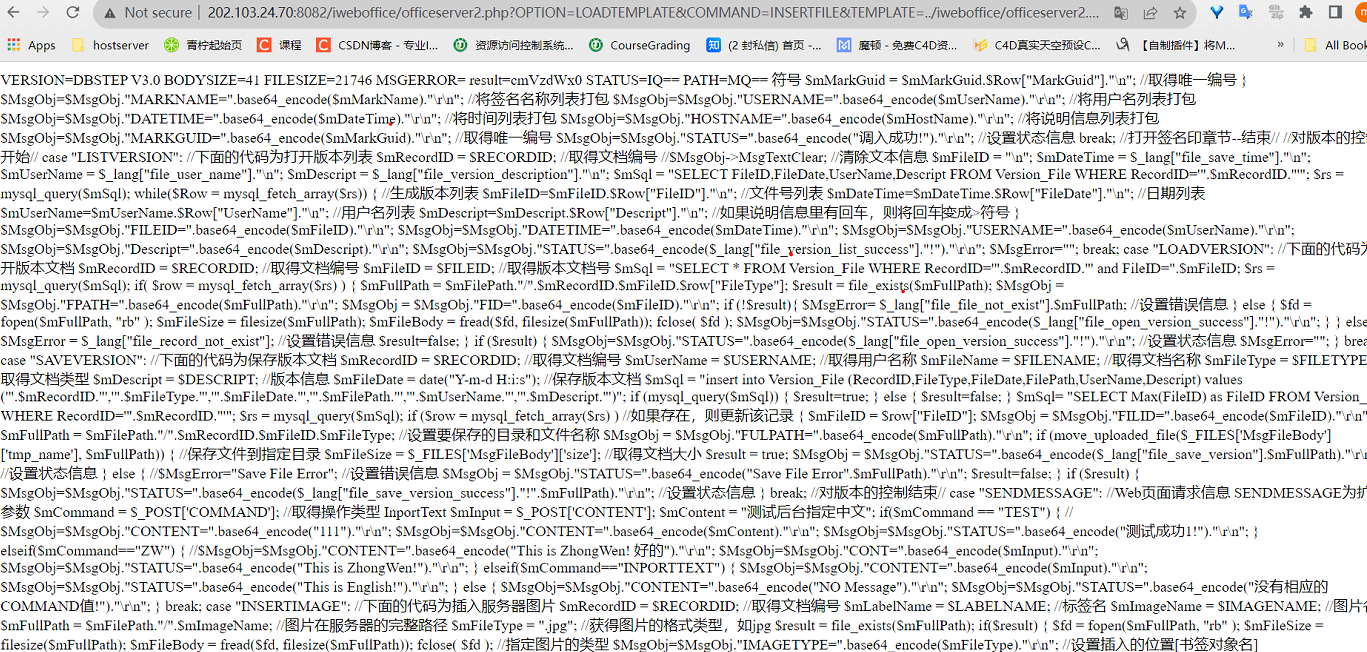 Not secure | 202.103.24.70:8082/iweboffice/officeserver2.php?OPTION=LOADTEMPLATE&COMMAND=INSERTFILE&TEMPLATE=../iweboffice/officeserver2....
Apps hostserver 青柠起始页 课程 CSDN博客 - 专业I... 资源访问控制系统... CourseGrading (2 封私信) 首页 -... 魔顿 - 免费C4D资... C4D真实天空预设C... 【自制插件】将M... » All Book
VERSION=DBSTEP V3.0 BODYSIZE=41 FILESIZE=21746 MSGERROR= result=cmVzdWx0 STATUS=IQ== PATH=MQ== 符号 $mMarkGuid = $mMarkGuid.$Row["MarkGuid"]."\n"; //取得唯一编号 }
$MsgObj=$MsgObj."MARKNAME=".base64_encode($mMarkName)."\r\n"; //将签名名称列表打包 $MsgObj=$MsgObj."USERNAME=".base64_encode($mUserName)."\r\n"; //将用户名列表打包
$MsgObj=$MsgObj."DATETIME=".base64_encode($mDateTime)."\r\n"; //将时间列表打包 $MsgObj=$MsgObj."HOSTNAME=".base64_encode($mHostName)."\r\n"; //将说明信息列表打包
$MsgObj=$MsgObj."MARKGUID=".base64_encode($mMarkGuid)."\r\n"; //取得唯一编号 $MsgObj=$MsgObj."STATUS=".base64_encode("调入成功!")."\r\n"; //设置状态信息 break; //打开签名印章节--结束// //对版本的控
开始// case "LISTVERSION": //下面的代码为打开版本列表 $mRecordID = $RECORDID; //取得文档编号 //$MsgObj->MsgTextClear; //清除文本信息 $mFileID = "\n"; $mDateTime = $_lang["file_save_time"]."\n";
$mUserName = $_lang["file_user_name"]."\n"; $mDescript = $_lang["file_version_description"]."\n"; $mSql = "SELECT FileID,FileDate,UserName,Descript FROM Version_File WHERE RecordID='".$mRecordID."'"; $rs =
mysql_query($mSql); while($Row = mysql_fetch_array($rs)) { //生成版本列表 $mFileID=$mFileID.$Row["FileID"]."\n"; //文件号列表 $mDateTime=$mDateTime.$Row["FileDate"]."\n"; //日期列表
$mUserName=$mUserName.$Row["UserName"]."\n"; //用户名列表 $mDescript=$mDescript.$Row["Descript"]."\n"; //如果说明信息里有回车，则将回车变成>符号 }
$MsgObj=$MsgObj."FILEID=".base64_encode($mFileID)."\r\n"; $MsgObj=$MsgObj."DATETIME=".base64_encode($mDateTime)."\r\n"; $MsgObj=$MsgObj."USERNAME=".base64_encode($mUserName)."\r\n";
$MsgObj=$MsgObj."Descript=".base64_encode($mDescript)."\r\n"; $MsgObj=$MsgObj."STATUS=".base64_encode($_lang["file_version_list_success"]."!")."\r\n"; $MsgError=""; break; case "LOADVERSION": //下面的代码为
开版本文档 $mRecordID = $RECORDID; //取得文档编号 $mFileID = $FILEID; //取得版本文档号 $mSql = "SELECT * FROM Version_File WHERE RecordID='".$mRecordID."' and FileID=".$mFileID; $rs =
mysql_query($mSql); if( $row = mysql_fetch_array($rs) ) { $mFullPath = $mFilePath."/".$mRecordID.$mFileID.$row["FileType"]; $result = file_exists($mFullPath); $MsgObj =
$MsgObj."FPATH=".base64_encode($mFullPath)."\r\n"; $MsgObj = $MsgObj."FID=".base64_encode($mFileID)."\r\n"; if (!$result){ $MsgError= $_lang["file_file_not_exist"].$mFullPath; //设置错误信息 } else { $fd =
fopen($mFullPath, "rb" ); $mFileSize = filesize($mFullPath); $mFileBody = fread($fd, filesize($mFullPath)); fclose( $fd ); $MsgObj=$MsgObj."STATUS=".base64_encode($_lang["file_open_version_success"]."!")."\r\n"; } } else
$MsgError = $_lang["file_record_not_exist"]; //设置错误信息 $result=false; } if ($result) { $MsgObj=$MsgObj."STATUS=".base64_encode($_lang["file_open_version_success"]."!")."\r\n"; //设置状态信息 $MsgError=""; } break
case "SAVEVERSION": //下面的代码为保存版本文档 $mRecordID = $RECORDID; //取得文档编号 $mUserName = $USERNAME; //取得用户名称 $mFileName = $FILENAME; //取得文档名称 $mFileType = $FILETYPE
取得文档类型 $mDescript = $DESCRIPT; //版本信息 $mFileDate = date("Y-m-d H:i:s"); //保存版本文档 $mSql = "insert into Version_File (RecordID,FileType,FileDate,FilePath,UserName,Descript) values
('".$mRecordID."','".$mFileType."','".$mFileDate."','".$mFilePath."','".$mUserName."','".$mDescript."')"; if (mysql_query($mSql)) { $result=true; } else { $result=false; } $mSql= "SELECT Max(FileID) as FileID FROM Version_
WHERE RecordID='".$mRecordID."'"; $rs = mysql_query($mSql); if ($row = mysql_fetch_array($rs) ) //如果存在，则更新该记录 { $mFileID = $row["FileID"]; $MsgObj = $MsgObj."FILID=".base64_encode($mFileID)."\r\n"
$mFullPath = $mFilePath."/".$mRecordID.$mFileID.$mFileType; //设置要保存的目录和文件名称 $MsgObj = $MsgObj."FULPATH=".base64_encode($mFullPath)."\r\n"; if (move_uploaded_file($_FILES['MsgFileBody']
['tmp_name'], $mFullPath)) { //保存文件到指定目录 $mFileSize = $_FILES['MsgFileBody']['size']; //取得文档大小 $result = true; $MsgObj = $MsgObj."STATUS=".base64_encode($_lang["file_save_version"].$mFullPath)."\r\
//设置状态信息 } else { //$MsgError="Save File Error"; //设置错误信息 $MsgObj = $MsgObj."STATUS=".base64_encode("Save File Error".$mFullPath)."\r\n"; $result=false; } if ($result) {
$MsgObj=$MsgObj."STATUS=".base64_encode($_lang["file_save_version_success"]."!".$mFullPath)."\r\n"; //设置状态信息 } break; //对版本的控制结束// case "SENDMESSAGE": //Web页面请求信息 SENDMESSAGE为扩
参数 $mCommand = $_POST['COMMAND']; //取得操作类型 InportText $mInput = $_POST['CONTENT']; $mContent = "测试后台指定中文"; if($mCommand == "TEST") { //
$MsgObj=$MsgObj."CONTENT=".base64_encode("111")."\r\n"; $MsgObj=$MsgObj."CONTENT=".base64_encode($mContent)."\r\n"; $MsgObj=$MsgObj."STATUS=".base64_encode("测试成功1!")."\r\n"; }
elseif($mCommand=="ZW") { //$MsgObj=$MsgObj."CONTENT=".base64_encode("This is ZhongWen! 好的")."\r\n"; $MsgObj=$MsgObj."CONT=".base64_encode($mInput)."\r\n";
$MsgObj=$MsgObj."STATUS=".base64_encode("This is ZhongWen!")."\r\n"; } elseif($mCommand=="INPORTTEXT") { $MsgObj=$MsgObj."CONTENT=".base64_encode($mInput)."\r\n";
$MsgObj=$MsgObj."STATUS=".base64_encode("This is English!")."\r\n"; } else { $MsgObj=$MsgObj."CONTENT=".base64_encode("NO Message")."\r\n"; $MsgObj=$MsgObj."STATUS=".base64_encode("没有相应的
COMMAND值!")."\r\n"; } break; case "INSERTIMAGE": //下面的代码为插入服务器图片 $mRecordID = $RECORDID; //取得文档编号 $mLabelName = $LABELNAME; //标签名 $mImageName = $IMAGENAME; //图片名
$mFullPath = $mFilePath."/".$mImageName; //图片在服务器的完整路径 $mFileType = ".jpg"; //获得图片的格式类型，如jpg $result = file_exists($mFullPath); if($result) { $fd = fopen($mFullPath, "rb" ); $mFileSize =
filesize($mFullPath); $mFileBody = fread($fd, filesize($mFullPath)); fclose( $fd ); //指定图片的类型 $MsgObj=$MsgObj."IMAGETYPE=".base64_encode($mFileType)."\r\n"; //设置插入的位置[书签对象名]